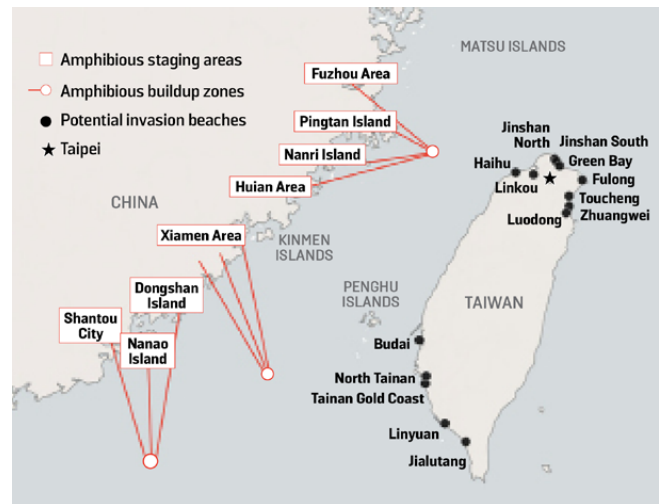 Amphibious staging areas
Amphibious buildup zones
Potential invasion beaches
Taipei
MATSU ISLANDS
Fuzhou Area
Pingtan Island
Nanri Island
Huian Area
Jinshan
North
Jinshan South
Green Bay
Haihu
Linkou
Fulong
Toucheng
Zhuangwei
Luodong
CHINA
Xiamen Area
KINMEN
ISLANDS
Dongshan
Island
Shantou
City
Nanao
Island
PENGHU
ISLANDS
TAIWAN
Budai
North Tainan
Tainan Gold Coast
Linyuan
Jialutang